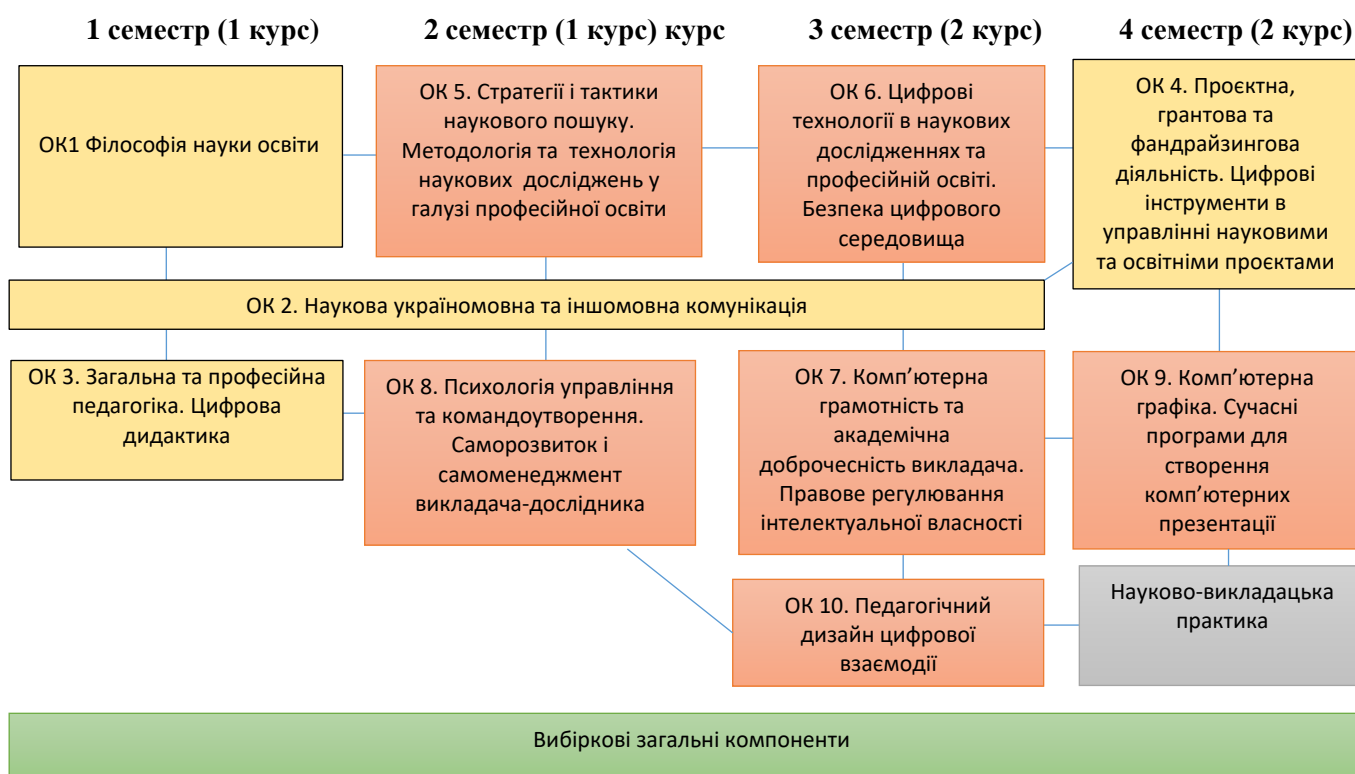 1 семестр (1 курс)
2 семестр (1 курс) курс
3 семестр (2 курс)
4 семестр (2 курс)
ОК1 Філософія науки освіти
ОК 5. Стратегії і тактики
наукового пошуку.
Методологія та технологія
наукових досліджень у
галузі професійної освіти
ОК 6. Цифрові
технології в наукових
дослідженнях та
професійній освіті.
Безпека цифрового
середовища
ОК 4. Проєктна,
грантова та
фандрайзингова
діяльність. Цифрові
інструменти в
управлінні науковими
та освітніми проєктами
ОК 2. Наукова україномовна та іншомовна комунікація
ОК 3. Загальна та професійна
педагогіка. Цифрова
дидактика
ОК 8. Психологія управління
та командоутворення.
Саморозвиток і
самоменеджмент
викладача-дослідника
ОК 7. Комп’ютерна
грамотність та
академічна
доброчесність викладача.
Правове регулювання
інтелектуальної власності
ОК 9. Комп’ютерна
графіка. Сучасні
програми для
створення
комп’ютерних
презентації
ОК 10. Педагогічний
дизайн цифрової
взаємодії
Науково-викладацька
практика
Вибіркові загальні компоненти